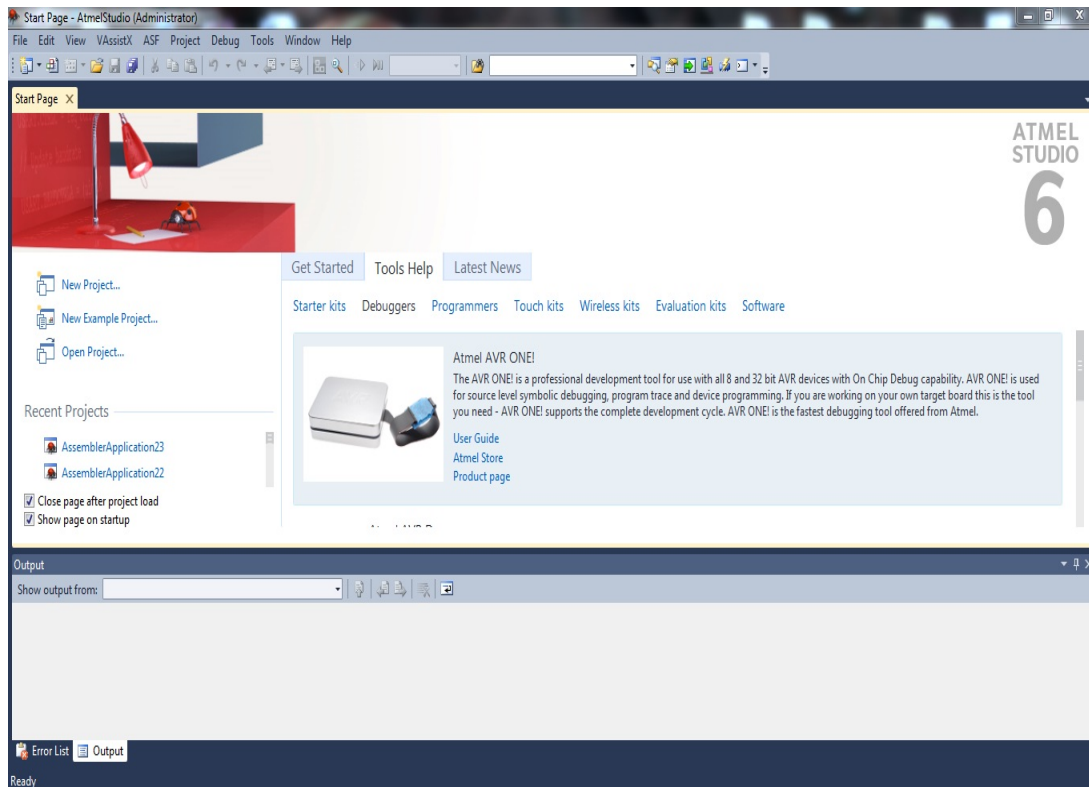 Start Page - AtmelStudio (Administrator)
File Edit View VAssistX ASF Project Debug Tools Window Help
Start Page X
ATMEL
STUDIO
6
Get Started Tools Help Latest News
New Project...
New Example Project...
Open Project...
Starter kits Debuggers Programmers Touch kits Wireless kits Evaluation kits Software
Atmel AVR ONE!
The AVR ONE! is a professional development tool for use with all 8 and 32 bit AVR devices with On Chip Debug capability. AVR ONE! is used
for source level symbolic debugging, program trace and device programming. If you are working on your own target board this is the tool
you need - AVR ONE! supports the complete development cycle. AVR ONE! is the fastest debugging tool offered from Atmel.
User Guide
Atmel Store
Product page
Recent Projects
AssemblerApplication23
AssemblerApplication22
Close page after project load
Show page on startup
Output
Show output from:
Error List Output
Ready